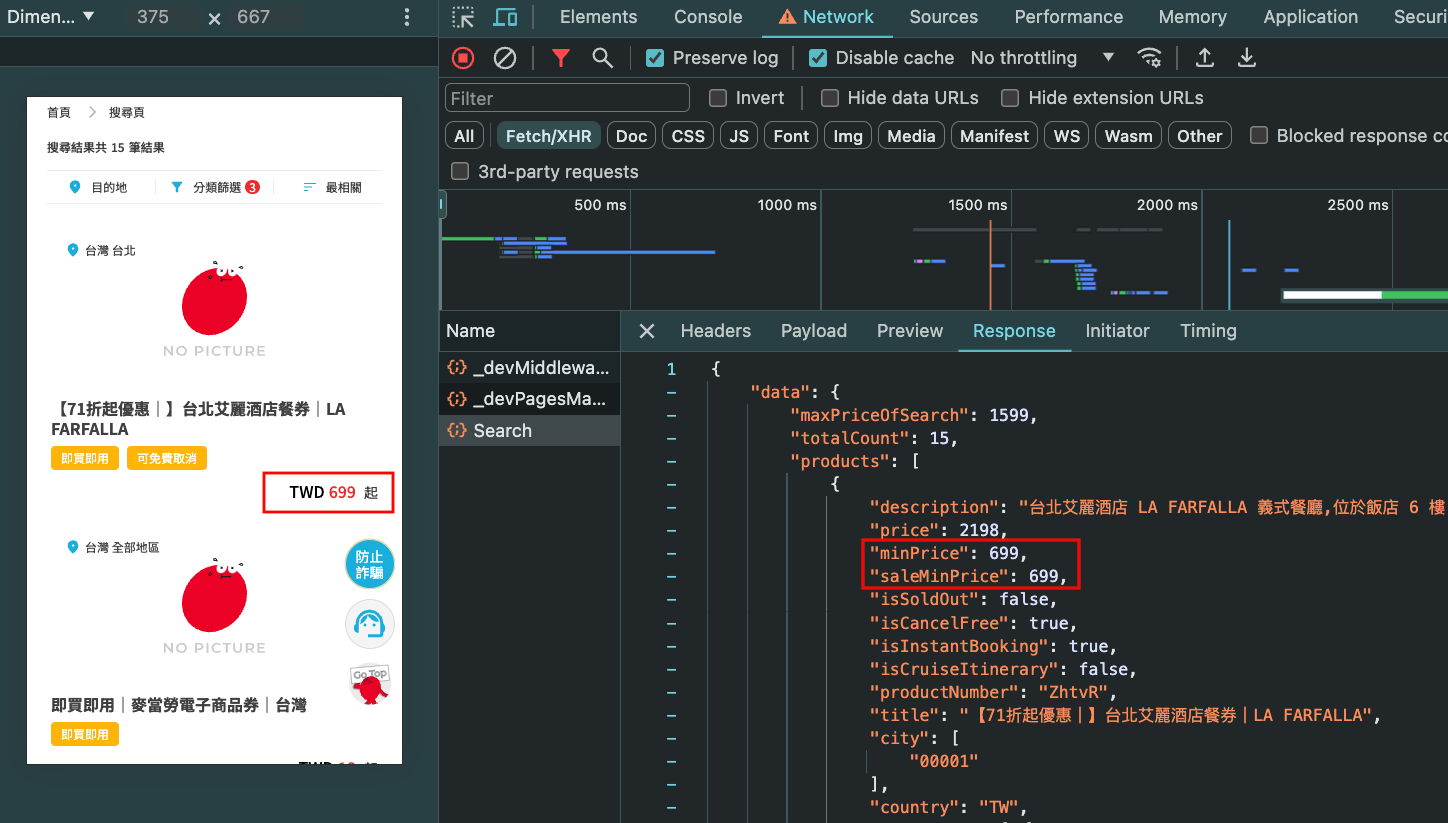 Dimen... ▼ 375 × 667
Elements Console Network Sources Performance Memory Application Securi
Preserve log Disable cache No throttling ▼
Filter Invert Hide data URLs Hide extension URLs
All Fetch/XHR Doc CSS JS Font Img Media Manifest WS Wasm Other Blocked response co
3rd-party requests
500 ms 1000 ms 1500 ms 2000 ms 2500 ms
首頁 搜尋頁
搜尋結果共 15 筆結果
目的地 分類篩選 3 最相關
台灣 台北
NO PICTURE
【71折起優惠｜】台北艾麗酒店餐券｜LA
FARFALLA
即買即用 可免費取消
TWD 699 起
台灣 全部地區
防止
詐騙
NO PICTURE
GO TOP
即買即用｜麥當勞電子商品券｜台灣
即買即用
Name
_devMiddlewa...
_devPagesMa...
Search
Headers Payload Preview Response Initiator Timing
1 {
"data": {
"maxPriceOfSearch": 1599,
"totalCount": 15,
"products": [
{
"description": "台北艾麗酒店 LA FARFALLA 義式餐廳,位於飯店 6 樓
"price": 2198,
"minPrice": 699,
"saleMinPrice": 699,
"isSoldOut": false,
"isCancelFree": true,
"isInstantBooking": true,
"isCruiseItinerary": false,
"productNumber": "ZhtvR",
"title": "【71折起優惠｜】台北艾麗酒店餐券｜LA FARFALLA",
"city": [
"00001"
],
"country": "TW",